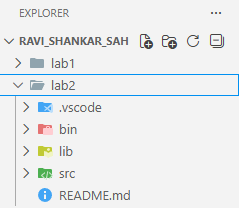 EXPLORER
RAVI_SHANKAR_SAH
lab1
lab2
.vscode
bin
lib
src
README.md